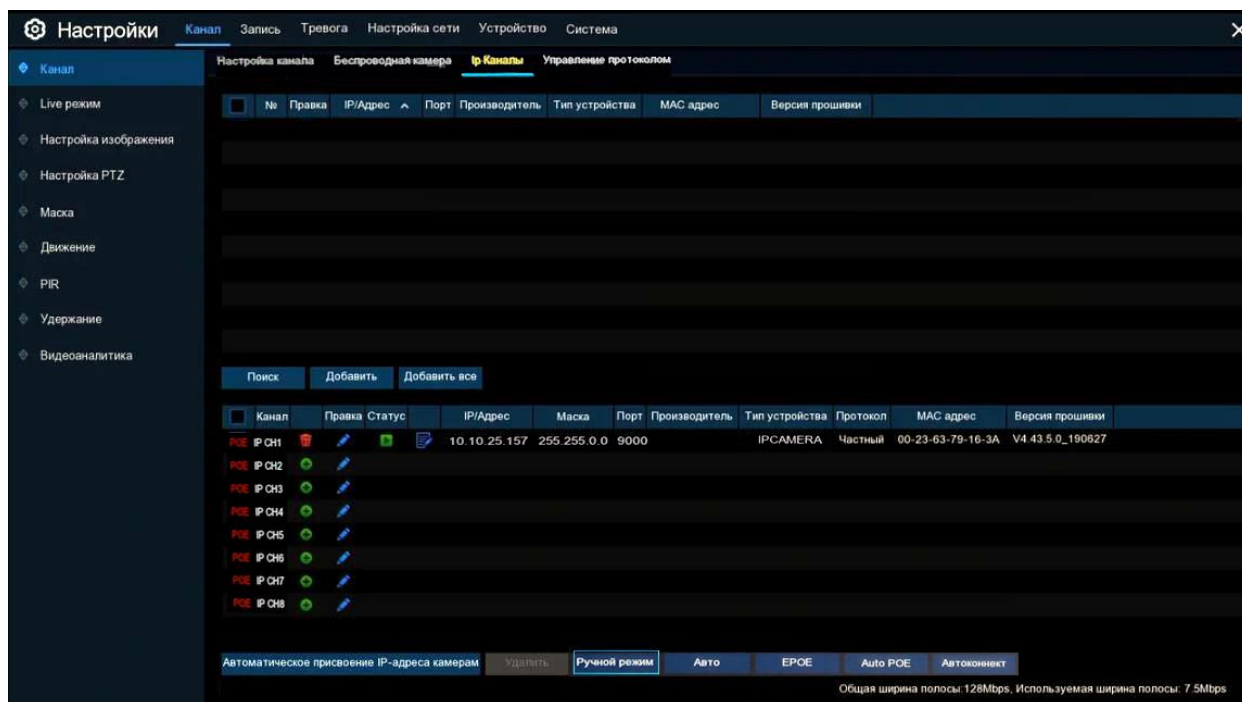 Настройки Канал Запись Тревога Настройка сети Устройство Система
Канал
Live режим
Настройка изображения
Настройка PTZ
Маска
Движение
PIR
Удержание
Видеоаналитика
Настройка канала Беспроводная камера Ip Каналы Управление протоколом
№ Правка IP/Адрес Порт Производитель Тип устройства MAC адрес Версия прошивки
Поиск Добавить Добавить все
Канал Правка Статус IP/Адрес Маска Порт Производитель Тип устройства Протокол MAC адрес Версия прошивки
POE IP CH1 10.10.25.157 255.255.0.0 9000 IPCAMERA Частный 00-23-63-79-16-3A V4.43.5.0_190627
POE IP CH2
POE IP CH3
POE IP CH4
POE IP CH5
POE IP CH6
POE IP CH7
POE IP CH8
Автоматическое присвоение IP-адреса камерам Удалить Ручной режим Авто EPOE Auto POE Автоконнект
Общая ширина полосы:128Mbps, Используемая ширина полосы: 7.5Mbps